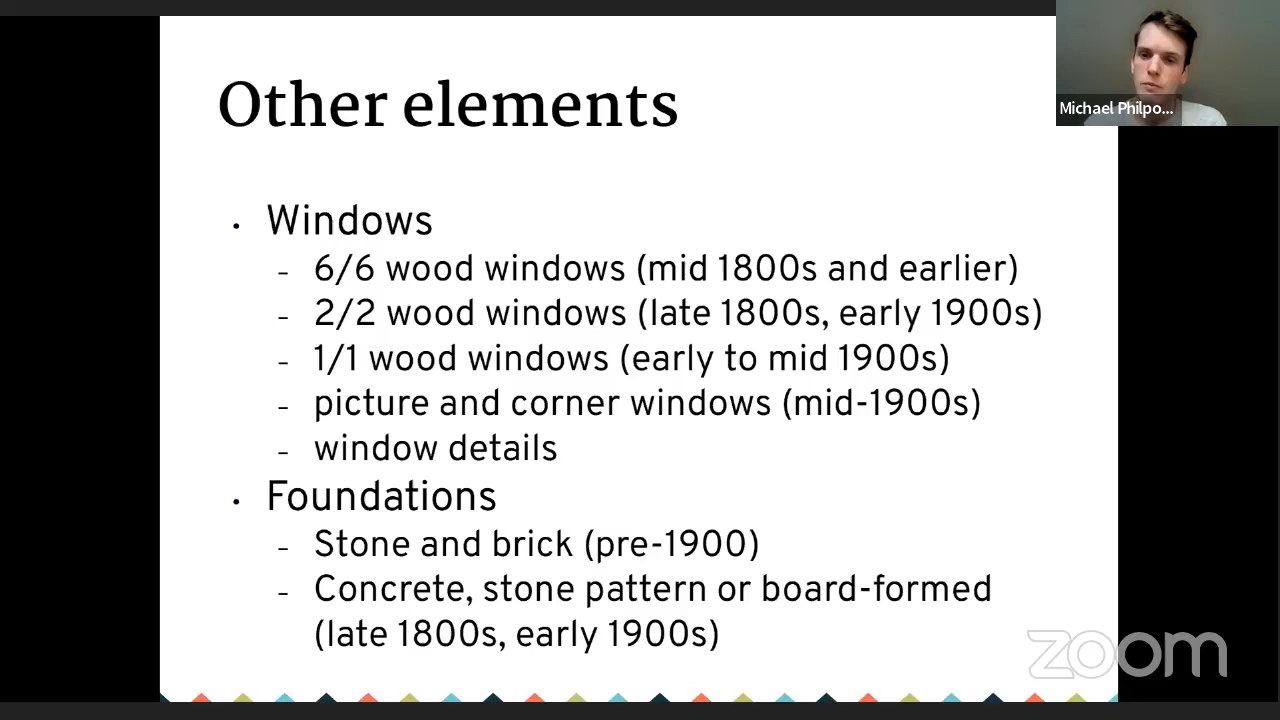 Other elements
Michael Philpo...
• Windows
– 6/6 wood windows (mid 1800s and earlier)
– 2/2 wood windows (late 1800s, early 1900s)
– 1/1 wood windows (early to mid 1900s)
– picture and corner windows (mid-1900s)
– window details
• Foundations
– Stone and brick (pre-1900)
– Concrete, stone pattern or board-formed
(late 1800s, early 1900s)
zoom